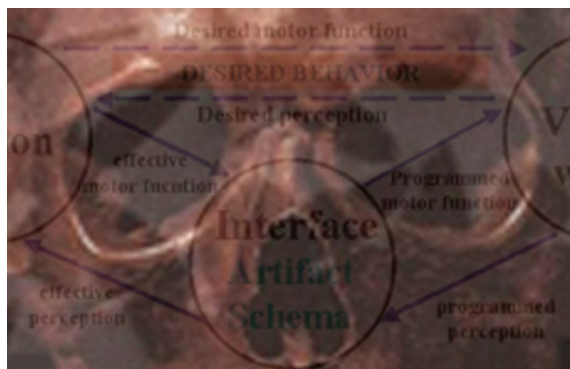 Desired motor function
DESIRED BEHAVIOR
Desired perception
on
V
w
effective
motor fucntion
Programmed
motor function
Interface
Artifact
Schema
effective
perception
programmed
perception